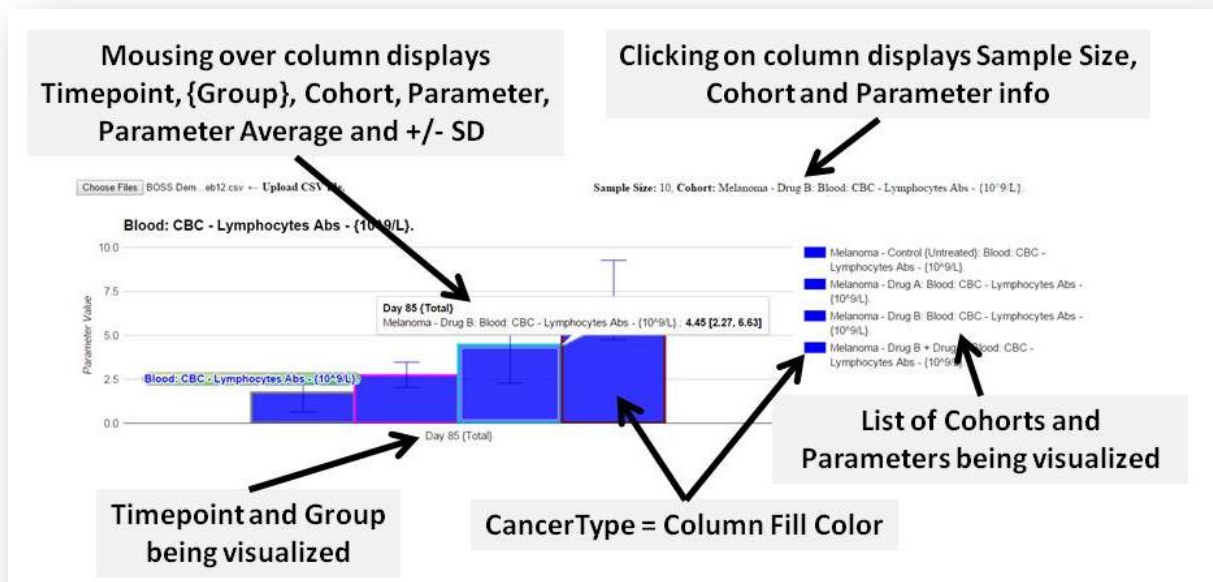 Mousing over column displays
Timepoint, {Group}, Cohort, Parameter,
Parameter Average and +/- SD
Clicking on column displays Sample Size,
Cohort and Parameter info
Choose Files BOSS Dem...eb12.csv ← Upload CSV file.
Sample Size: 10, Cohort: Melanoma - Drug B: Blood: CBC - Lymphocytes Abs - {10^9/L}.
Blood: CBC - Lymphocytes Abs - {10^9/L}.
10.0
7.5
5.0
2.5
0.0
Parameter Value
Day 85 {Total}
Melanoma - Drug B: Blood: CBC - Lymphocytes Abs - {10^9/L}.: 4.45 [2.27, 6.63]
Blood: CBC - Lymphocytes Abs - {10^9/L}.
Day 85 {Total}
Melanoma - Control {Untreated}: Blood: CBC -
Lymphocytes Abs - {10^9/L}.
Melanoma - Drug A: Blood: CBC - Lymphocytes Abs -
{10^9/L}.
Melanoma - Drug B: Blood: CBC - Lymphocytes Abs -
{10^9/L}.
Melanoma - Drug B + Drug Blood: CBC -
Lymphocytes Abs - {10^9/L}.
List of Cohorts and
Parameters being visualized
Timepoint and Group
being visualized
CancerType = Column Fill Color